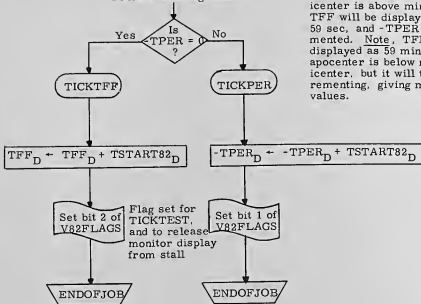 icenter is above min
TFF will be display
59 sec, and -TPER
mented. Note, TFF
displayed as 59 min
apocenter is below
icenter, but it will t
rementing, giving m
values.
Yes
Is
-TPER = 0
?
No
TICKTFF
TICKPER
TFF_D ← TFF_D + TSTART82_D
-TPER_D ← -TPER_D + TSTART82_D
Set bit 2 of
V82FLAGS
Flag set for
TICKTEST,
and to release
monitor display
from stall
Set bit 1 of
V82FLAGS
ENDOFJOB
ENDOFJOB